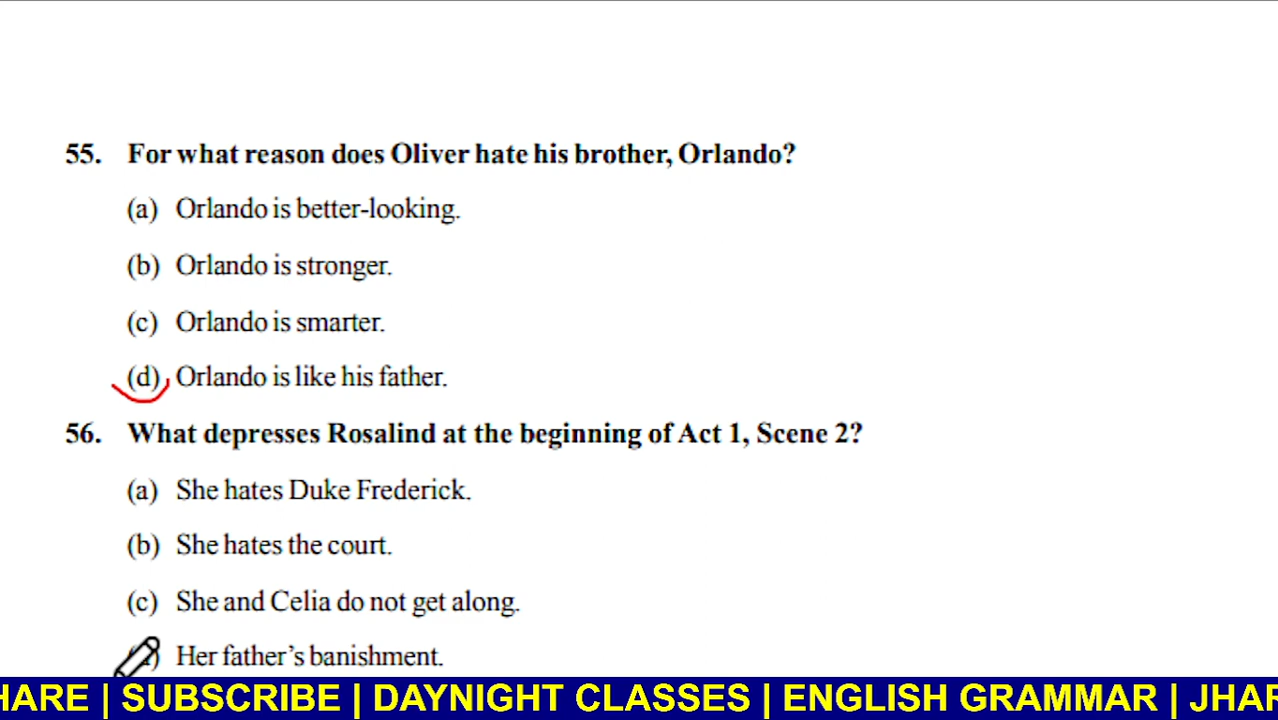 55. For what reason does Oliver hate his brother, Orlando?
(a) Orlando is better-looking.
(b) Orlando is stronger.
(c) Orlando is smarter.
(d) Orlando is like his father.
56. What depresses Rosalind at the beginning of Act 1, Scene 2?
(a) She hates Duke Frederick.
(b) She hates the court.
(c) She and Celia do not get along.
Her father's banishment.
| SUBSCRIBE | DAYNIGHT CLASSES | ENGLISH GRAMMAR |